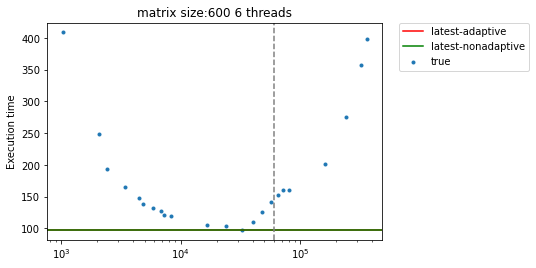 matrix size:600 6 threads
Execution time
400
350
300
250
200
150
100
10³
10⁴
10⁵
latest-adaptive
latest-nonadaptive
true